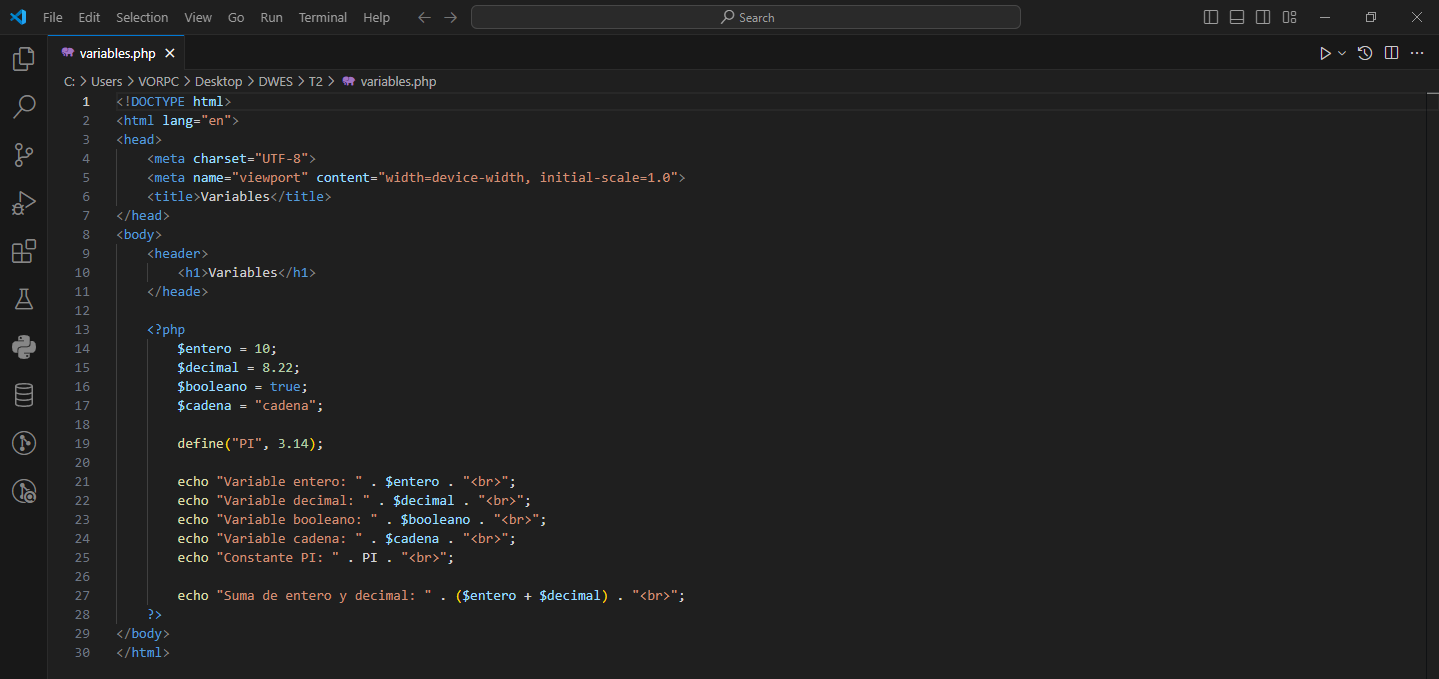 File Edit Selection View Go Run Terminal Help Search
variables.php
C: > Users > VORPC > Desktop > DWES > T2 > variables.php
1 <!DOCTYPE html>
2 <html lang="en">
3 <head>
4     <meta charset="UTF-8">
5     <meta name="viewport" content="width=device-width, initial-scale=1.0">
6     <title>Variables</title>
7 </head>
8 <body>
9     <header>
10         <h1>Variables</h1>
11     </heade>
12
13     <?php
14         $entero = 10;
15         $decimal = 8.22;
16         $booleano = true;
17         $cadena = "cadena";
18
19         define("PI", 3.14);
20
21         echo "Variable entero: " . $entero . "<br>";
22         echo "Variable decimal: " . $decimal . "<br>";
23         echo "Variable booleano: " . $booleano . "<br>";
24         echo "Variable cadena: " . $cadena . "<br>";
25         echo "Constante PI: " . PI . "<br>";
26
27         echo "Suma de entero y decimal: " . ($entero + $decimal) . "<br>";
28     ?>
29 </body>
30 </html>